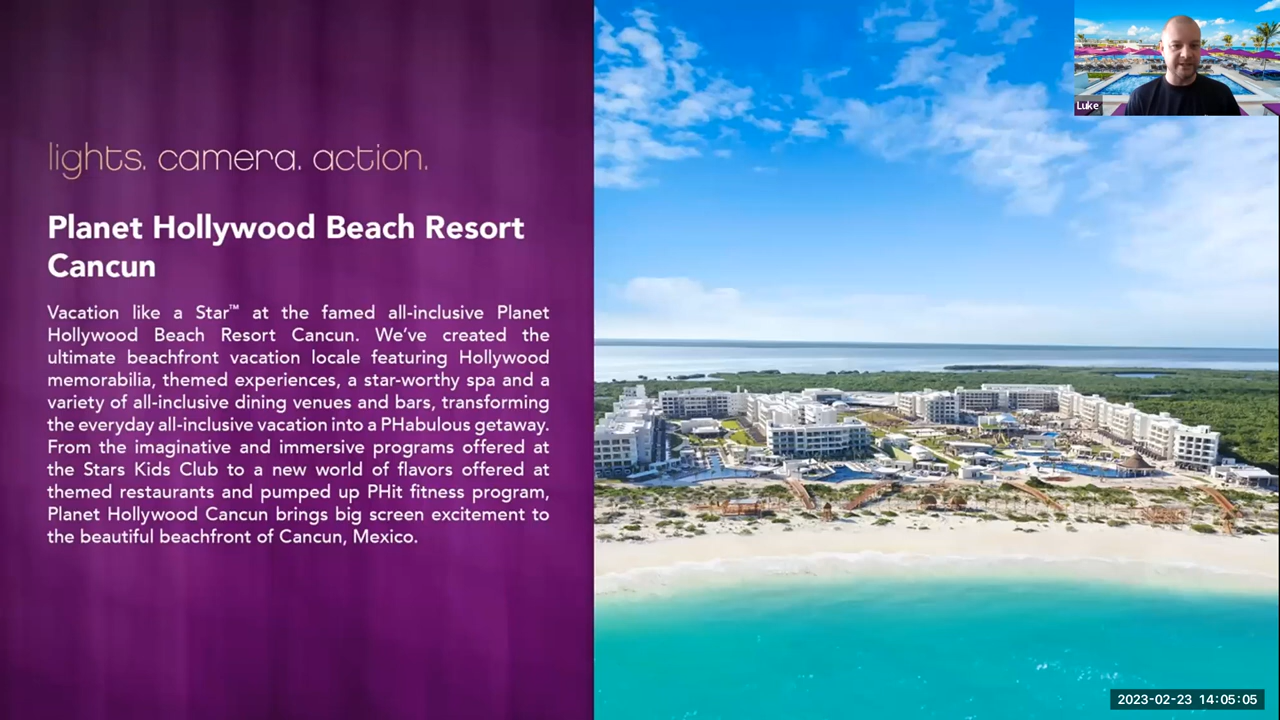 lights. camera. action.
Planet Hollywood Beach Resort
Cancun
Vacation like a Star™ at the famed all-inclusive Planet
Hollywood Beach Resort Cancun. We've created the
ultimate beachfront vacation locale featuring Hollywood
memorabilia, themed experiences, a star-worthy spa and a
variety of all-inclusive dining venues and bars, transforming
the everyday all-inclusive vacation into a PHabulous getaway.
From the imaginative and immersive programs offered at
the Stars Kids Club to a new world of flavors offered at
themed restaurants and pumped up PHit fitness program,
Planet Hollywood Cancun brings big screen excitement to
the beautiful beachfront of Cancun, Mexico.
Luke
2023-02-23 14:05:05